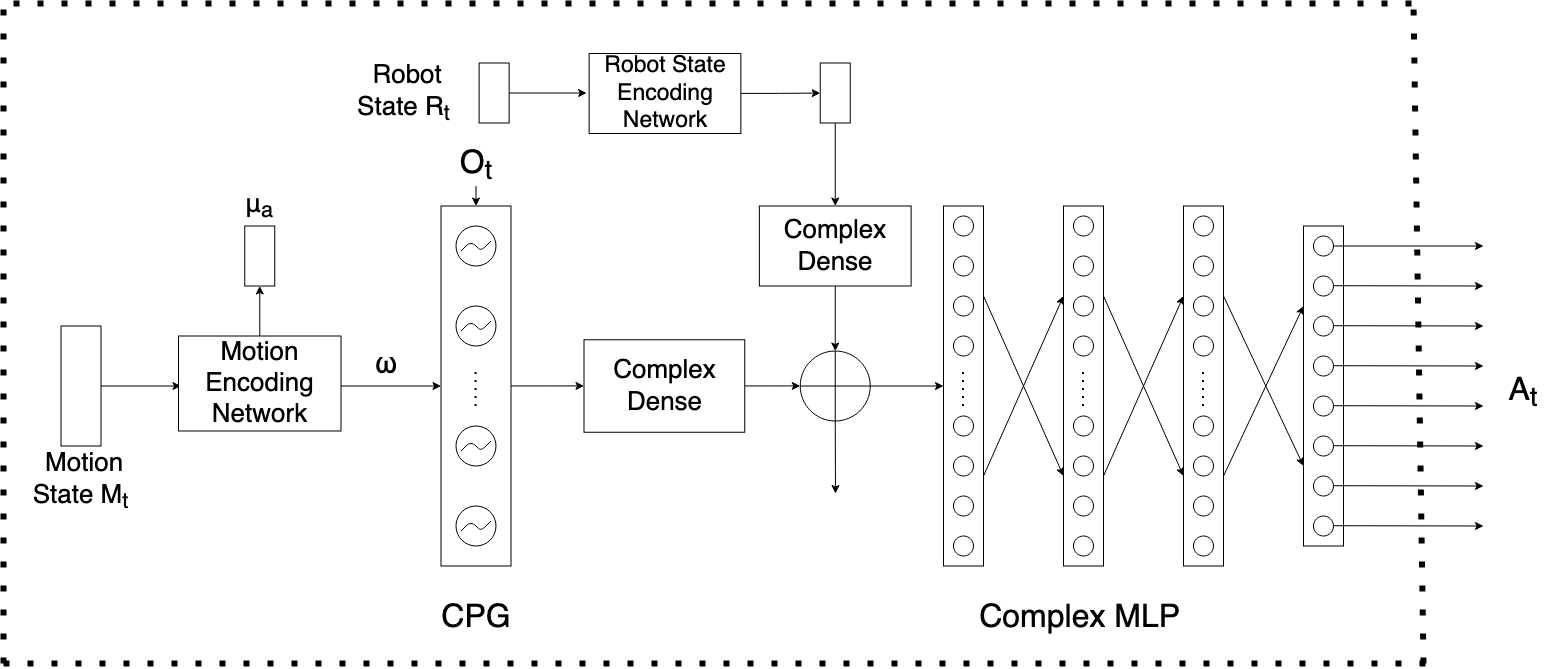 Robot
State Rt
Robot State
Encoding
Network
Ot
μa
Complex
Dense
Motion
Encoding
Network
ω
Complex
Dense
At
Motion
State Mt
CPG
Complex MLP